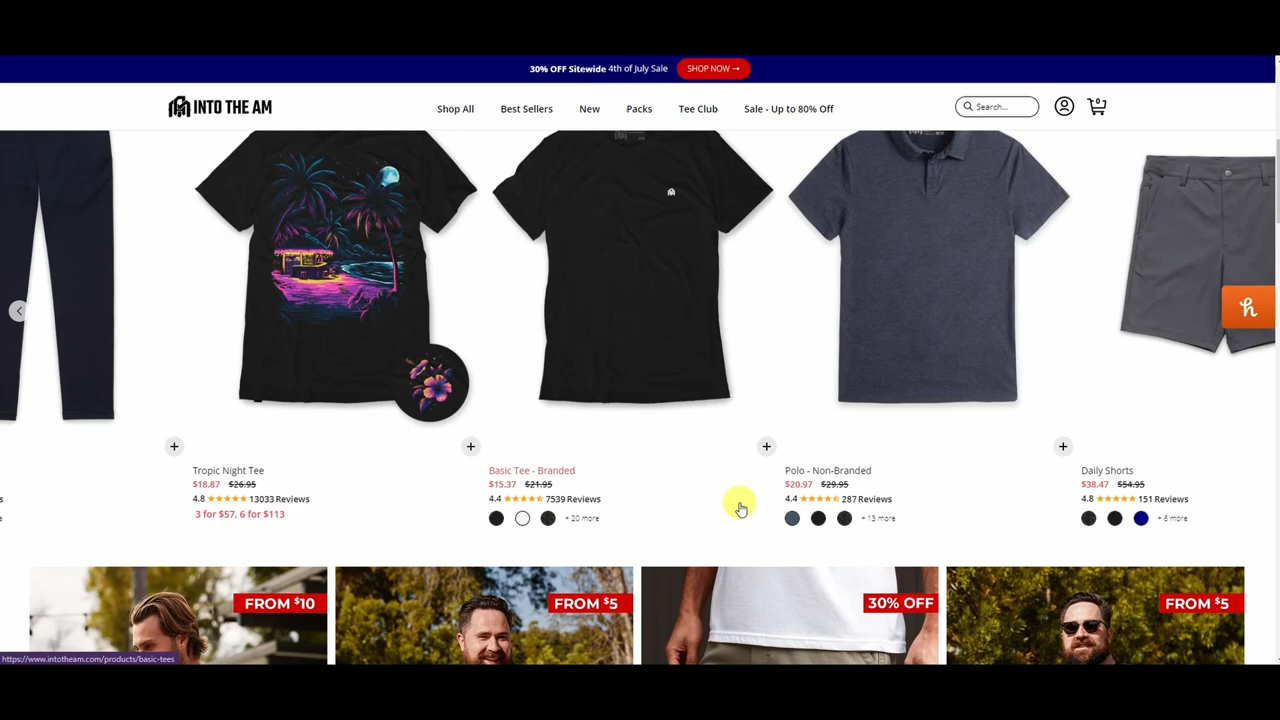 30% OFF Sitewide 4th of July Sale SHOP NOW →
INTO THE AM
Shop All Best Sellers New Packs Tee Club Sale - Up to 80% Off
Search... 0
h
Tropic Night Tee
$18.87 $26.95
4.8 13033 Reviews
3 for $57, 6 for $113
Basic Tee - Branded
$15.37 $21.95
4.4 7539 Reviews
+ 20 more
Polo - Non-Branded
$20.97 $29.95
4.4 287 Reviews
+ 13 more
Daily Shorts
$38.47 $54.95
4.8 151 Reviews
+ 6 more
FROM $10
FROM $5
30% OFF
FROM $5
https://www.intotheam.com/products/basic-tees